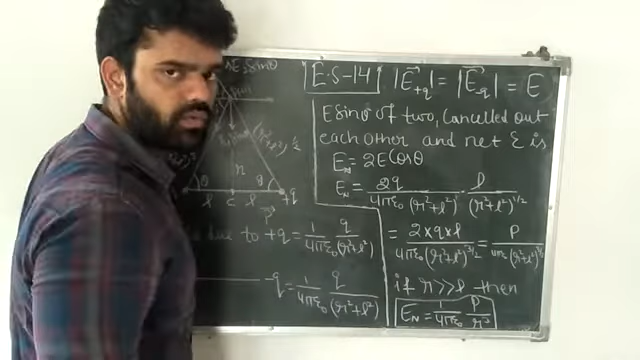 E Sinθ
E·S-14
|E⃗+q| = |E⃗-q| = E
E sinθ of two, Cancelled out
each other and net E is
E_N = 2E Cosθ
E_N = 2q / 4πε₀ (r²+l²) · l / (r²+l²)^1/2
= 2×q×l / 4πε₀ (r²+l²)^3/2 = P / 4πε₀ (r²+l²)^3/2
if r>>l then
E_N = 1/4πε₀ P/r³
(r²+l²)^1/2
r
θ θ
l c l +q
P⃗
due to +q = 1/4πε₀ q/(r²+l²)
-q = 1/4πε₀ q/(r²+l²)